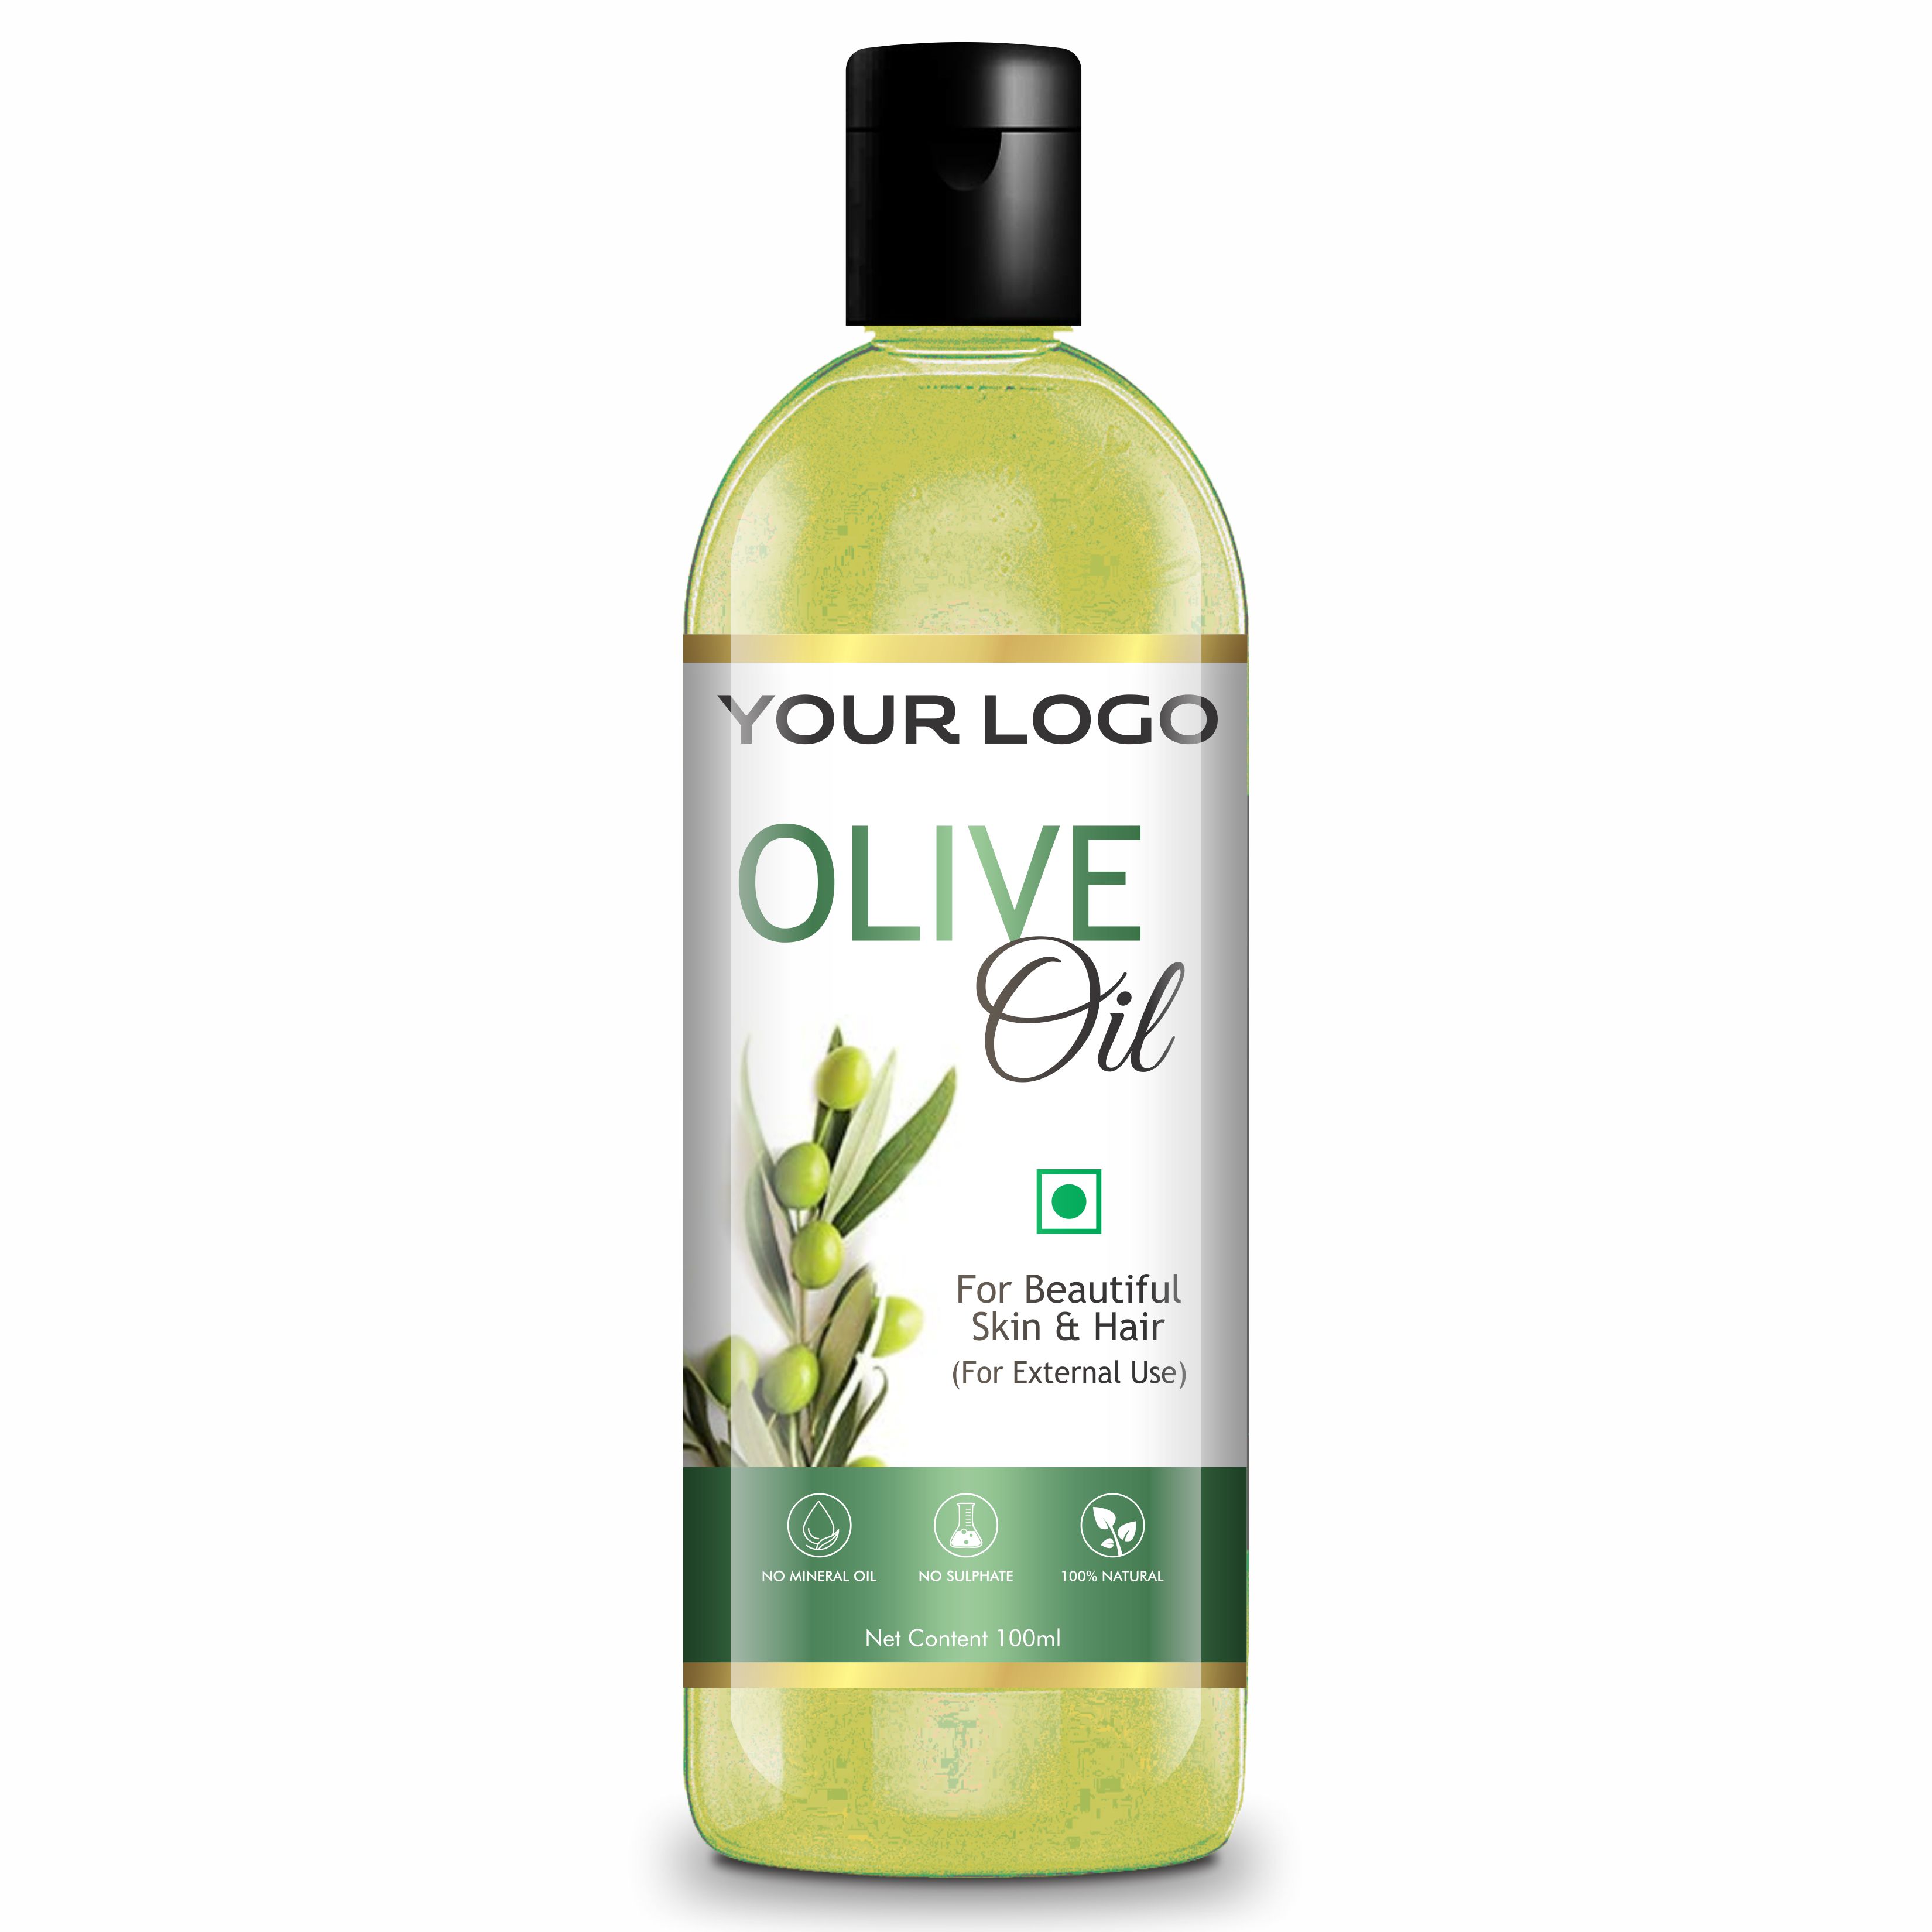 YOUR LOGO
OLIVE
Oil
For Beautiful
Skin & Hair
(For External Use)
NO MINERAL OIL NO SULPHATE 100% NATURAL
Net Content 100ml